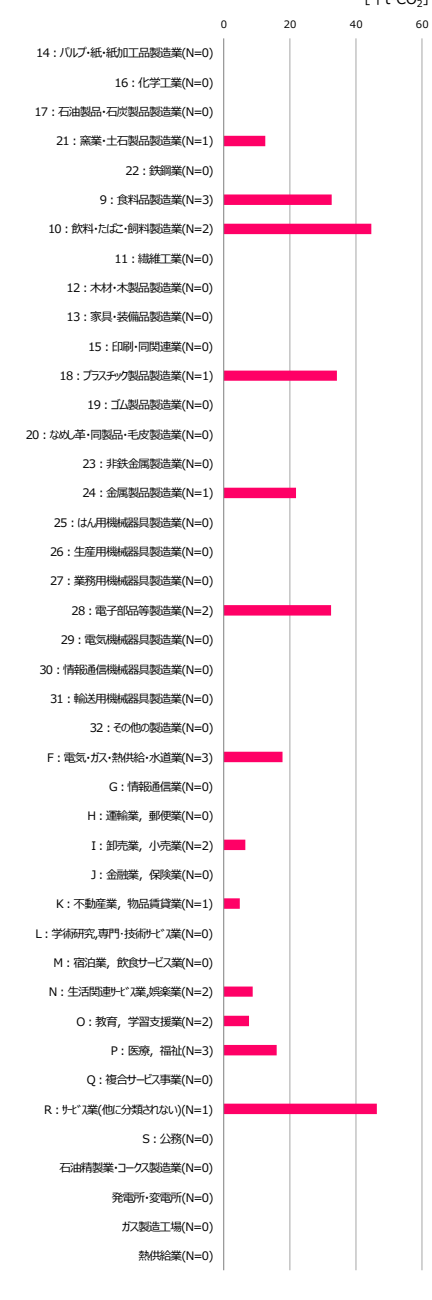 [千t-CO₂]
0 20 40 60
14：パルプ・紙・紙加工品製造業(N=0)
16：化学工業(N=0)
17：石油製品・石炭製品製造業(N=0)
21：窯業・土石製品製造業(N=1)
22：鉄鋼業(N=0)
9：食料品製造業(N=3)
10：飲料・たばこ・飼料製造業(N=2)
11：繊維工業(N=0)
12：木材・木製品製造業(N=0)
13：家具・装備品製造業(N=0)
15：印刷・同関連業(N=0)
18：プラスチック製品製造業(N=1)
19：ゴム製品製造業(N=0)
20：なめし革・同製品・毛皮製造業(N=0)
23：非鉄金属製造業(N=0)
24：金属製品製造業(N=1)
25：はん用機械器具製造業(N=0)
26：生産用機械器具製造業(N=0)
27：業務用機械器具製造業(N=0)
28：電子部品等製造業(N=2)
29：電気機械器具製造業(N=0)
30：情報通信機械器具製造業(N=0)
31：輸送用機械器具製造業(N=0)
32：その他の製造業(N=0)
F：電気・ガス・熱供給・水道業(N=3)
G：情報通信業(N=0)
H：運輸業，郵便業(N=0)
I：卸売業，小売業(N=2)
J：金融業，保険業(N=0)
K：不動産業，物品賃貸業(N=1)
L：学術研究,専門・技術サービス業(N=0)
M：宿泊業，飲食サービス業(N=0)
N：生活関連サービス業,娯楽業(N=2)
O：教育，学習支援業(N=2)
P：医療，福祉(N=3)
Q：複合サービス事業(N=0)
R：サービス業(他に分類されない)(N=1)
S：公務(N=0)
石油精製業・コークス製造業(N=0)
発電所・変電所(N=0)
ガス製造工場(N=0)
熱供給業(N=0)